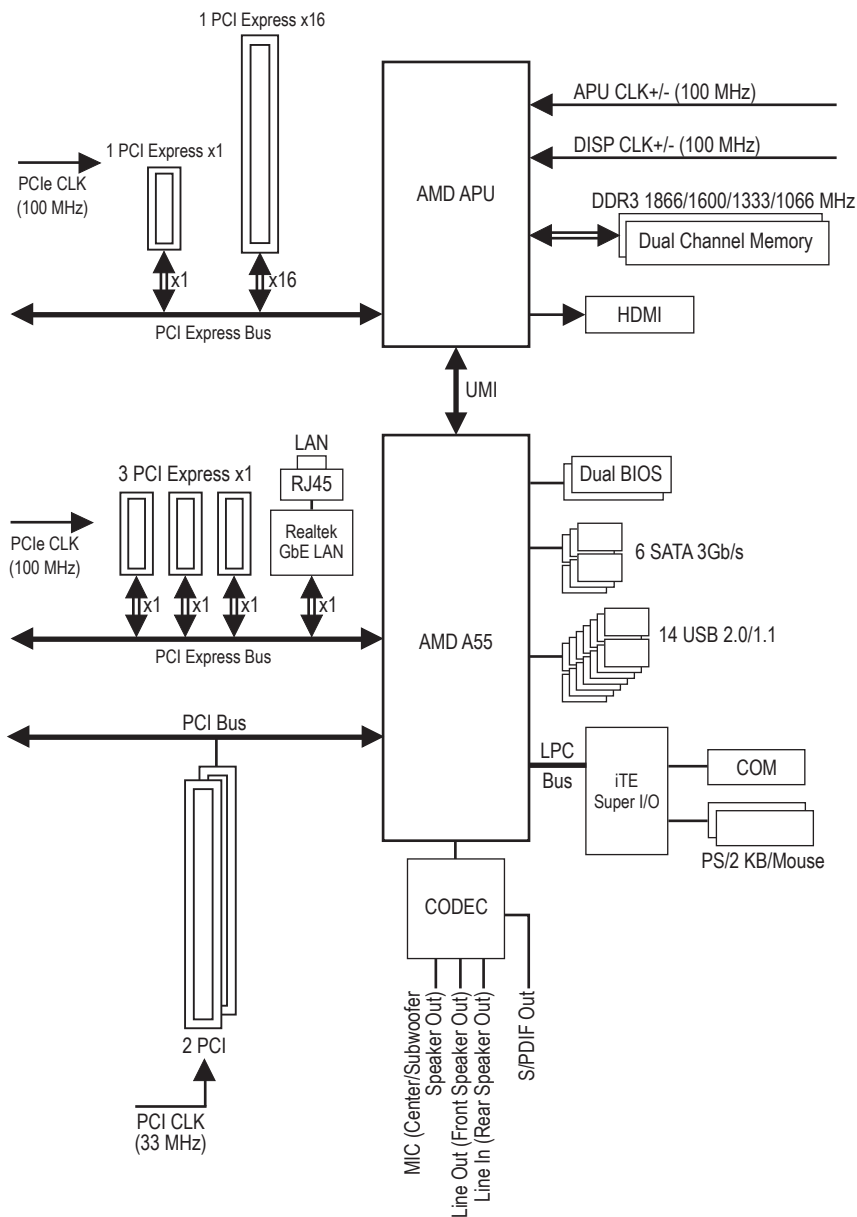 1 PCI Express x16
1 PCI Express x1
PCIe CLK
(100 MHz)
x1
x16
PCI Express Bus
AMD APU
APU CLK+/- (100 MHz)
DISP CLK+/- (100 MHz)
DDR3 1866/1600/1333/1066 MHz
Dual Channel Memory
HDMI
UMI
LAN
RJ45
3 PCI Express x1
Realtek
GbE LAN
PCIe CLK
(100 MHz)
x1
x1
x1
x1
PCI Express Bus
AMD A55
Dual BIOS
6 SATA 3Gb/s
14 USB 2.0/1.1
PCI Bus
LPC
Bus
iTE
Super I/O
COM
PS/2 KB/Mouse
CODEC
MIC (Center/Subwoofer
Speaker Out)
Line Out (Front Speaker Out)
Line In (Rear Speaker Out)
S/PDIF Out
2 PCI
PCI CLK
(33 MHz)